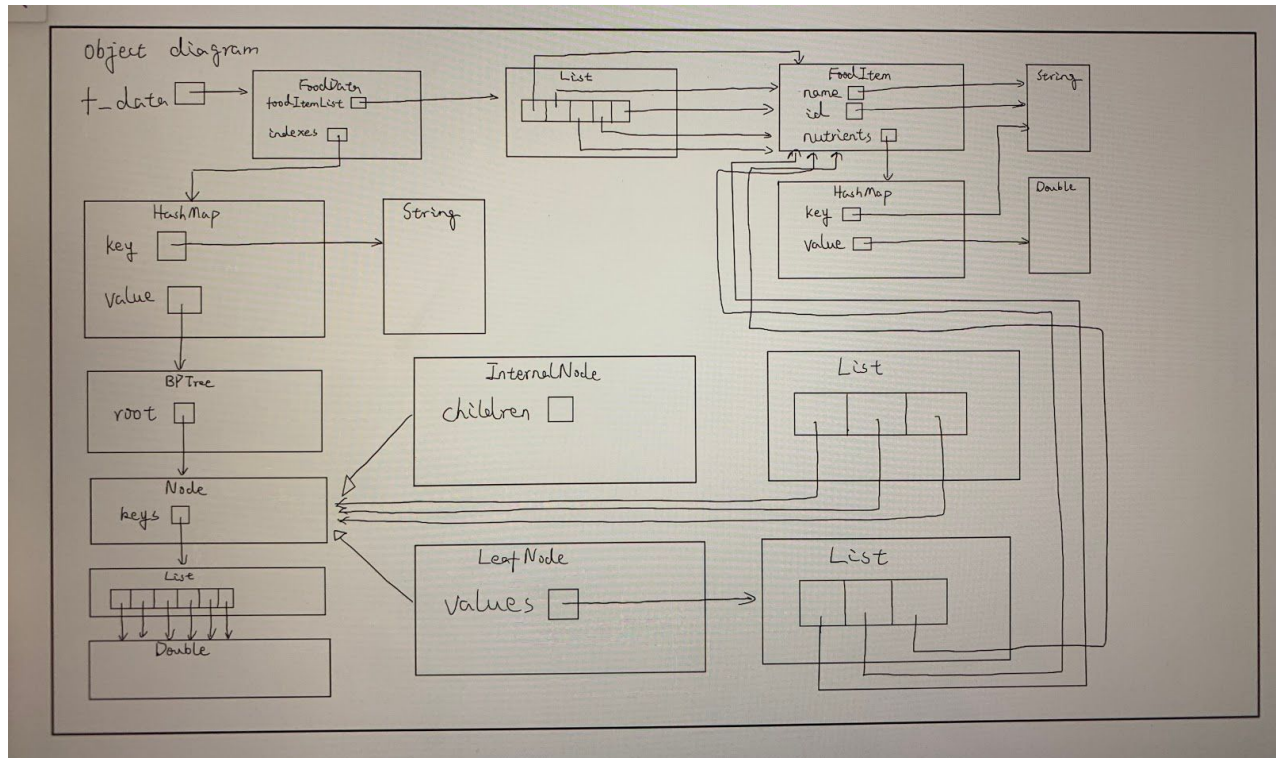 object diagram
t_data
FoodData
foodItemList
indexes
List
FoodItem
name
id
nutrients
String
HashMap
key
value
Double
HashMap
key
value
String
BPTree
root
InternalNode
children
List
Node
keys
LeafNode
values
List
List
Double